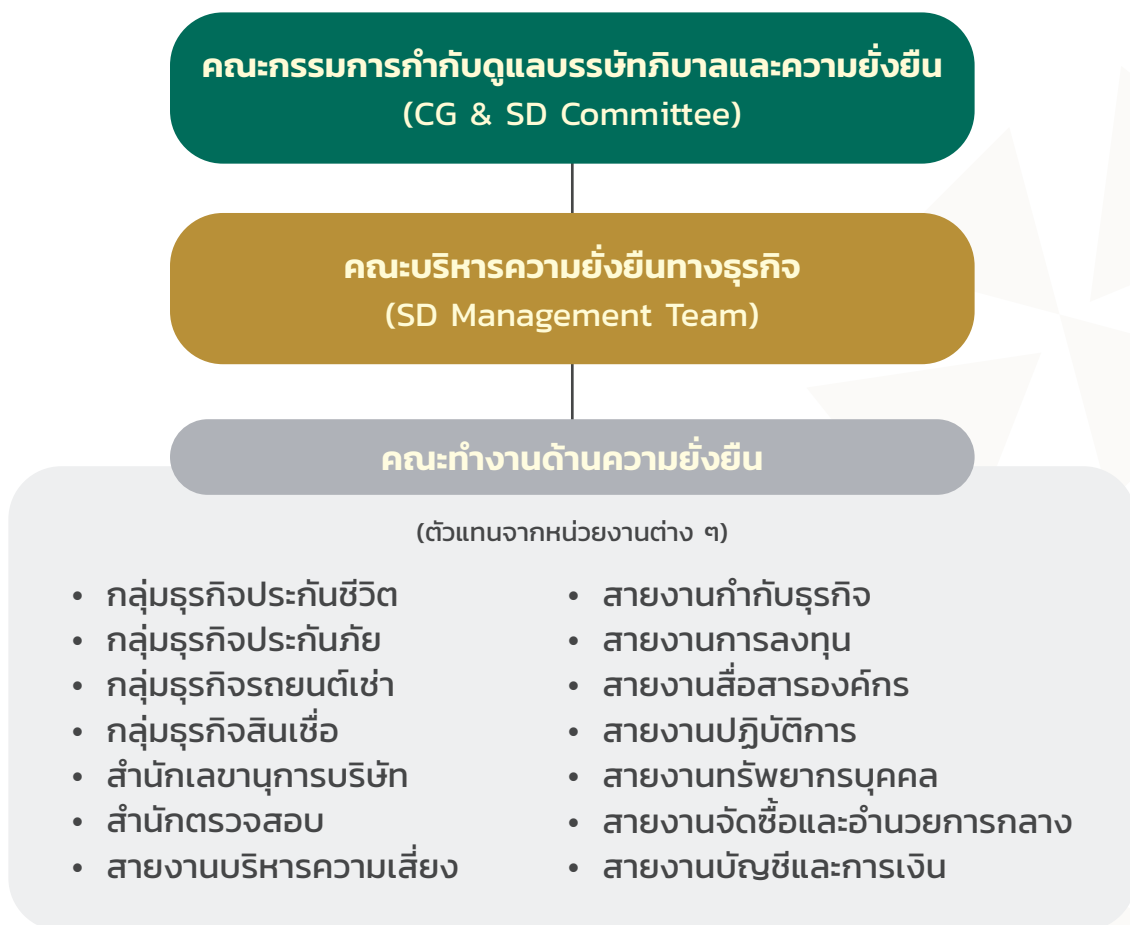 คณะกรรมการกำกับดูแลบรรษัทภิบาลและความยั่งยืน
(CG & SD Committee)
คณะบริหารความยั่งยืนทางธุรกิจ
(SD Management Team)
คณะทำงานด้านความยั่งยืน
(ตัวแทนจากหน่วยงานต่าง ๆ)
• กลุ่มธุรกิจประกันชีวิต
• กลุ่มธุรกิจประกันภัย
• กลุ่มธุรกิจรถยนต์เช่า
• กลุ่มธุรกิจสินเชื่อ
• สำนักเลขานุการบริษัท
• สำนักตรวจสอบ
• สายงานบริหารความเสี่ยง
• สายงานกำกับธุรกิจ
• สายงานการลงทุน
• สายงานสื่อสารองค์กร
• สายงานปฏิบัติการ
• สายงานทรัพยากรบุคคล
• สายงานจัดซื้อและอำนวยการกลาง
• สายงานบัญชีและการเงิน